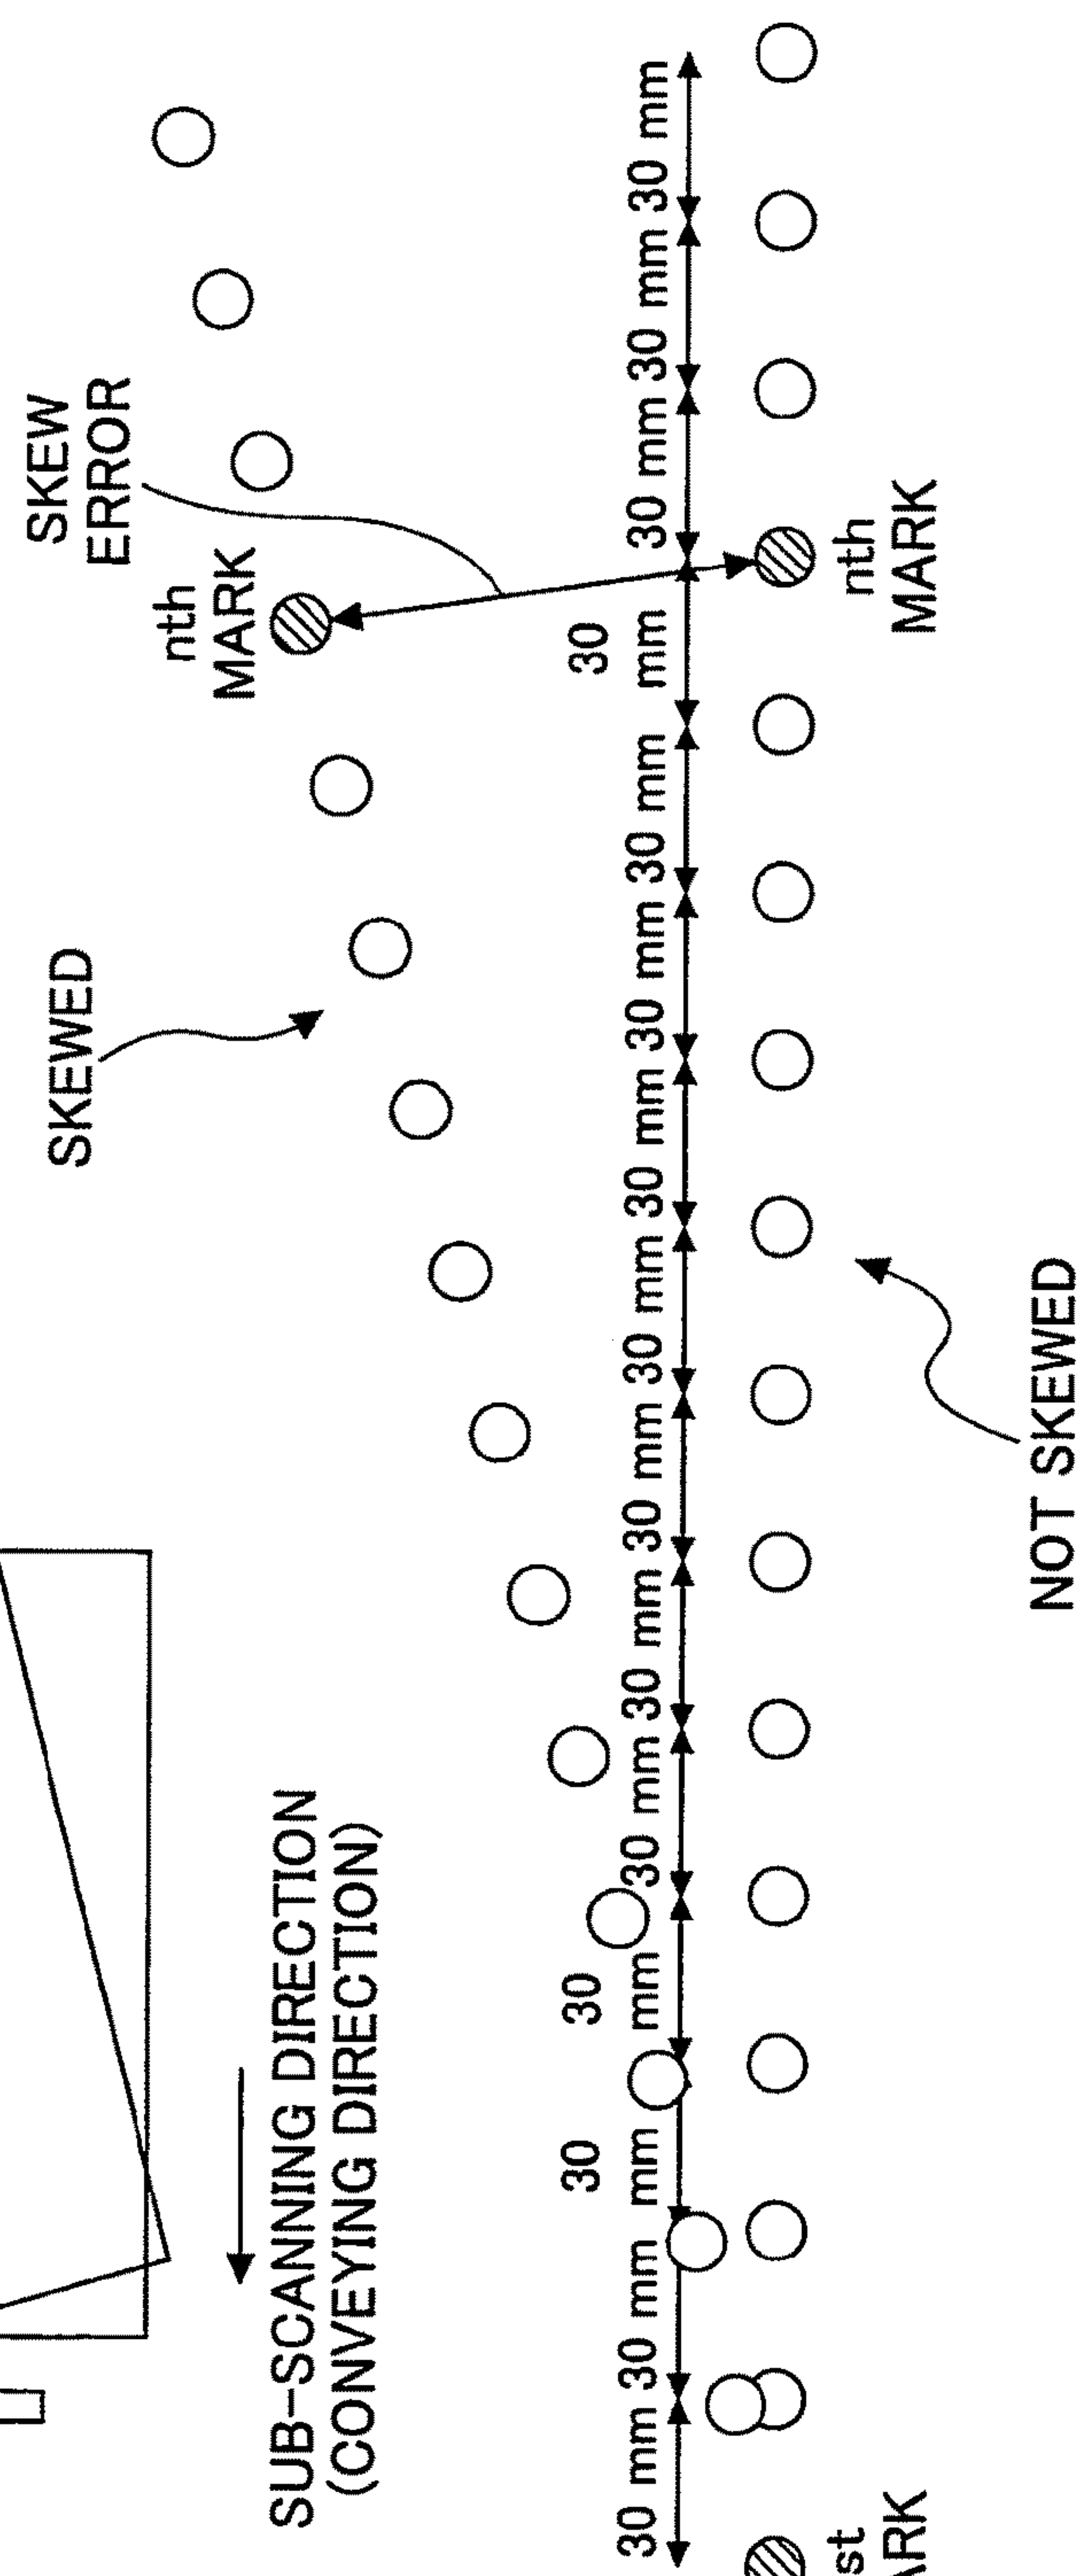 SKEW
ERROR
SKEWED
nth
MARK
SUB-SCANNING DIRECTION
(CONVEYING DIRECTION)
30 mm
30 mm
30
mm
30
mm
30 mm
30 mm
30 mm
30 mm
30 mm
30 mm
30 mm
30
mm
30 mm
30 mm
30 mm
st
ARK
nth
MARK
NOT SKEWED